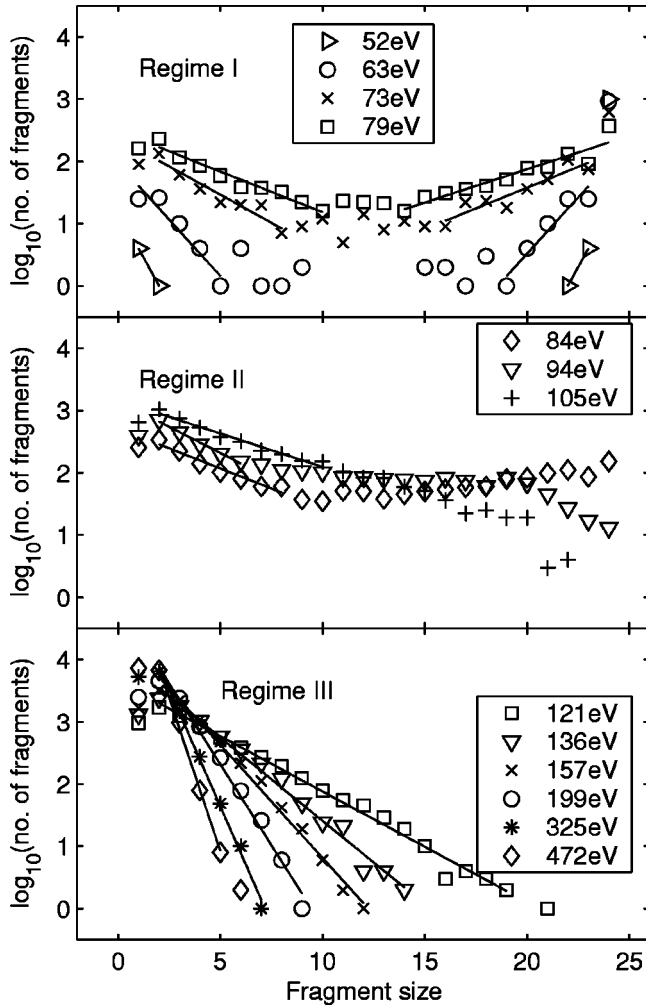 4
3
2
1
0
log10(no. of fragments)
Regime I
52eV
63eV
73eV
79eV
4
3
2
1
0
log10(no. of fragments)
Regime II
84eV
94eV
105eV
4
3
2
1
0
log10(no. of fragments)
Regime III
121eV
136eV
157eV
199eV
325eV
472eV
0 5 10 15 20 25
Fragment size